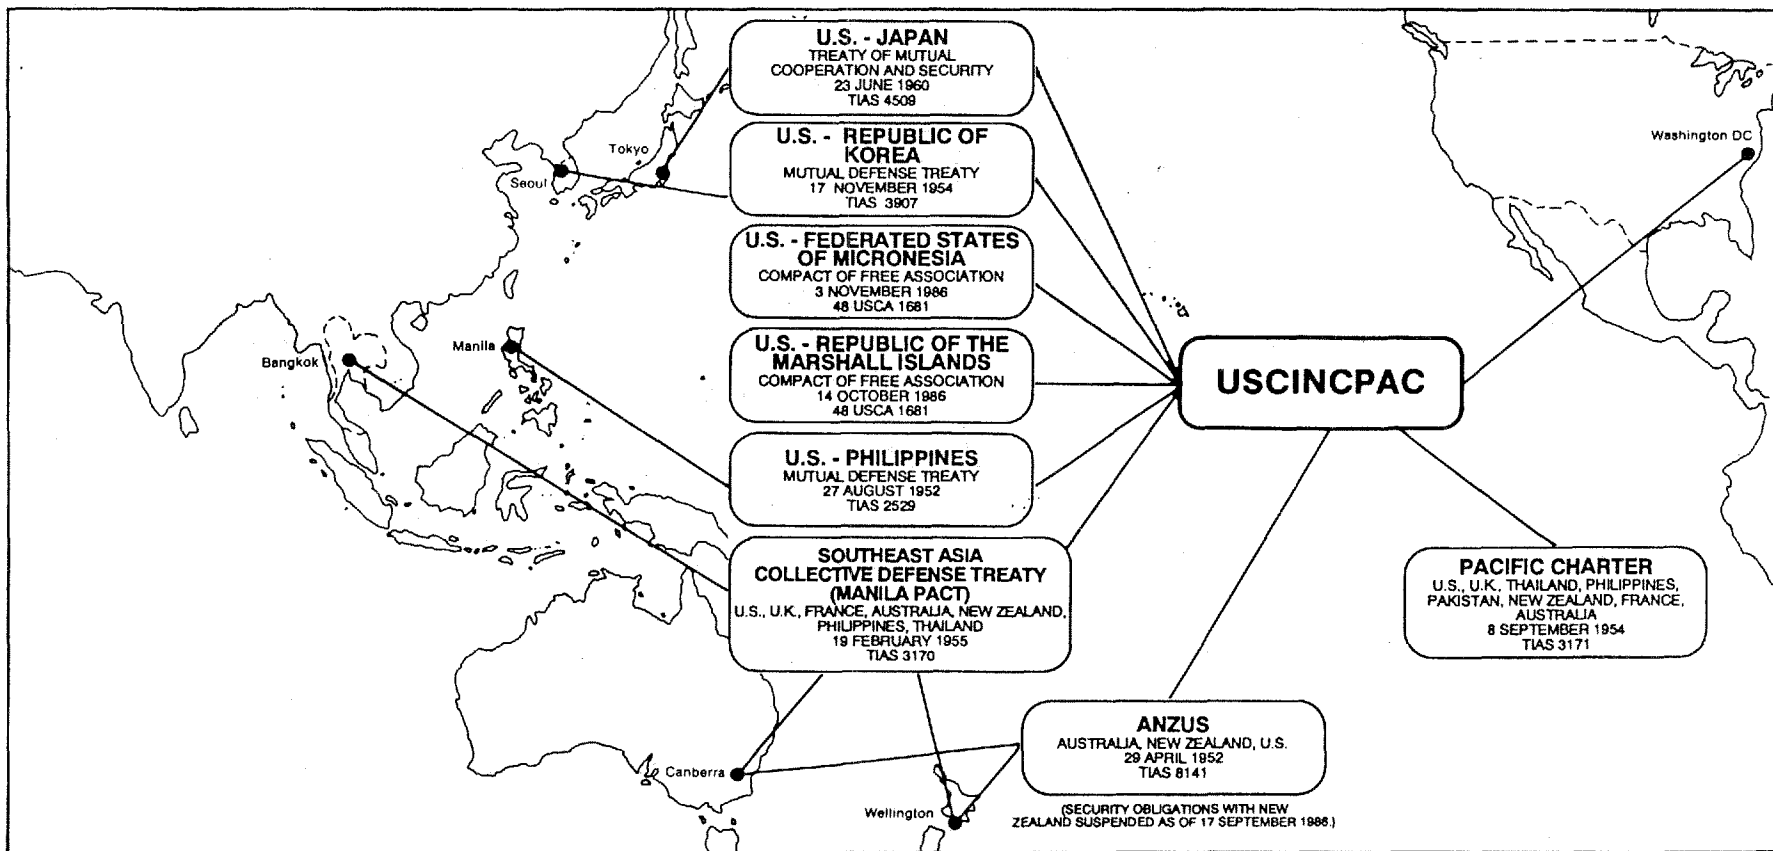 U.S. - JAPAN
TREATY OF MUTUAL
COOPERATION AND SECURITY
23 JUNE 1960
TIAS 4509
U.S. - REPUBLIC OF
KOREA
MUTUAL DEFENSE TREATY
17 NOVEMBER 1954
TIAS 3907
U.S. - FEDERATED STATES
OF MICRONESIA
COMPACT OF FREE ASSOCIATION
3 NOVEMBER 1986
48 USCA 1681
U.S. - REPUBLIC OF THE
MARSHALL ISLANDS
COMPACT OF FREE ASSOCIATION
14 OCTOBER 1986
48 USCA 1681
U.S. - PHILIPPINES
MUTUAL DEFENSE TREATY
27 AUGUST 1952
TIAS 2529
SOUTHEAST ASIA
COLLECTIVE DEFENSE TREATY
(MANILA PACT)
U.S., U.K., FRANCE, AUSTRALIA, NEW ZEALAND,
PHILIPPINES, THAILAND
19 FEBRUARY 1955
TIAS 3170
Tokyo
Seoul
Bangkok
Manila
Canberra
Wellington
Washington DC
USCINCPAC
PACIFIC CHARTER
U.S., U.K., THAILAND, PHILIPPINES,
PAKISTAN, NEW ZEALAND, FRANCE,
AUSTRALIA
8 SEPTEMBER 1954
TIAS 3171
ANZUS
AUSTRALIA, NEW ZEALAND, U.S.
29 APRIL 1952
TIAS 8141
(SECURITY OBLIGATIONS WITH NEW
ZEALAND SUSPENDED AS OF 17 SEPTEMBER 1986.)